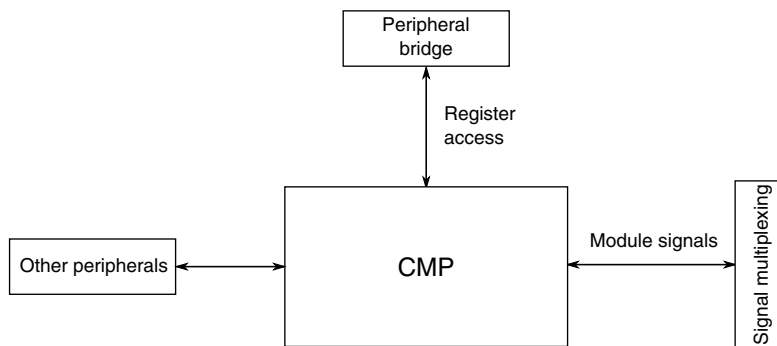 Peripheral
bridge
Register
access
Other peripherals
CMP
Module signals
Signal multiplexing